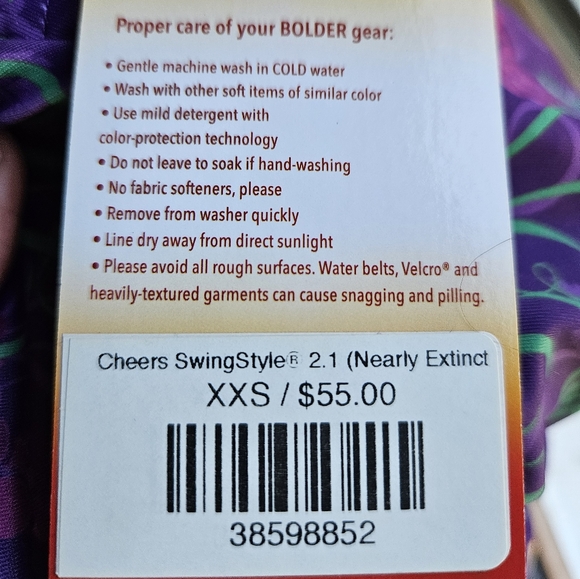 Proper care of your BOLDER gear:
• Gentle machine wash in COLD water
• Wash with other soft items of similar color
• Use mild detergent with
color-protection technology
• Do not leave to soak if hand-washing
• No fabric softeners, please
• Remove from washer quickly
• Line dry away from direct sunlight
• Please avoid all rough surfaces. Water belts, Velcro® and
heavily-textured garments can cause snagging and pilling.
Cheers SwingStyle® 2.1 (Nearly Extinct
XXS / $55.00
38598852